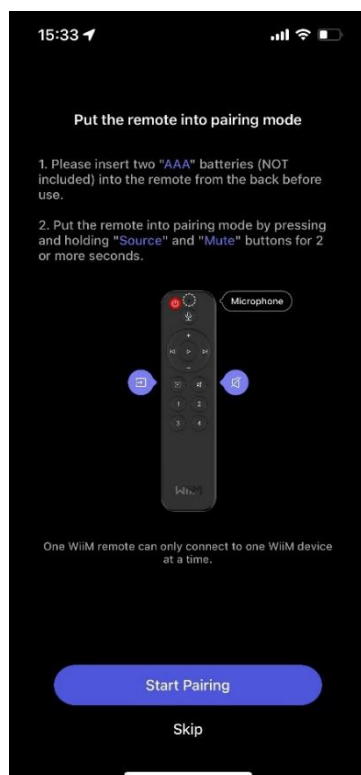 15:33
Put the remote into pairing mode
1. Please insert two "AAA" batteries (NOT
included) into the remote from the back before
use.
2. Put the remote into pairing mode by pressing
and holding "Source" and "Mute" buttons for 2
or more seconds.
Microphone
1 2
3 4
WiiM
One WiiM remote can only connect to one WiiM device
at a time.
Start Pairing
Skip